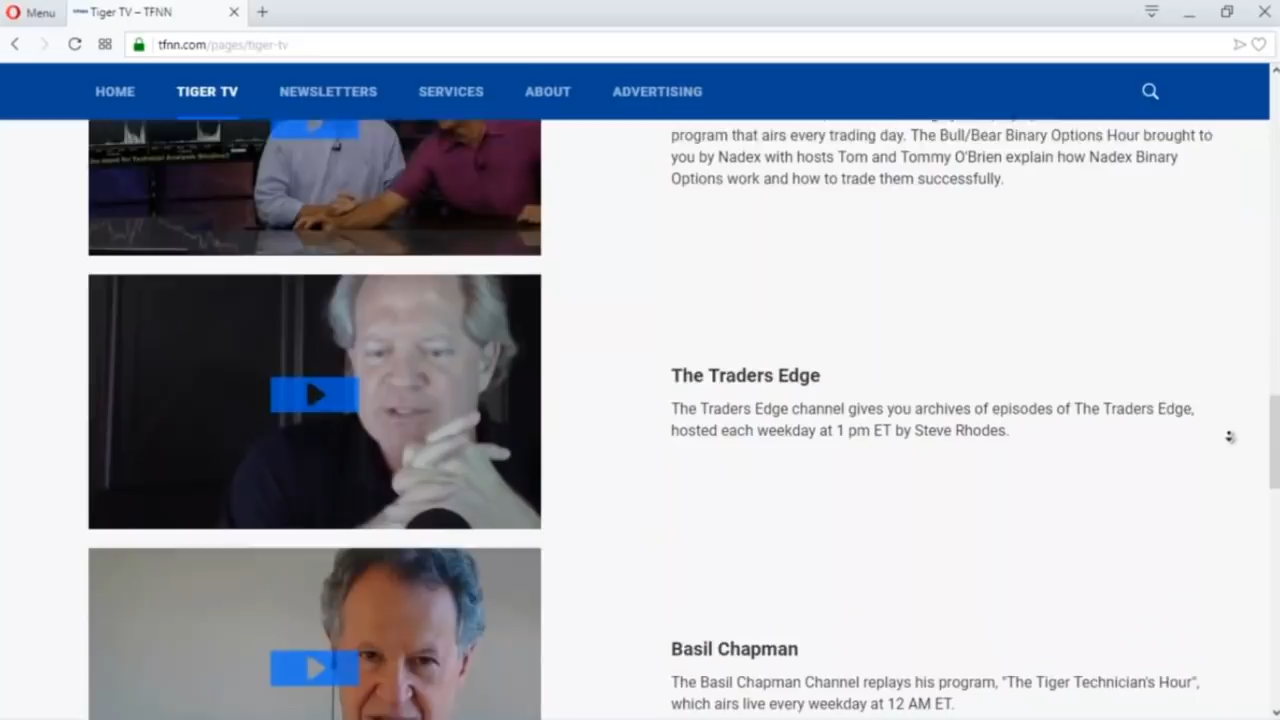 Menu
Tiger TV – TFNN
tfnn.com/pages/tiger-tv
HOME
TIGER TV
NEWSLETTERS
SERVICES
ABOUT
ADVERTISING
program that airs every trading day. The Bull/Bear Binary Options Hour brought to
you by Nadex with hosts Tom and Tommy O'Brien explain how Nadex Binary
Options work and how to trade them successfully.
The Traders Edge
The Traders Edge channel gives you archives of episodes of The Traders Edge,
hosted each weekday at 1 pm ET by Steve Rhodes.
Basil Chapman
The Basil Chapman Channel replays his program, "The Tiger Technician's Hour",
which airs live every weekday at 12 AM ET.